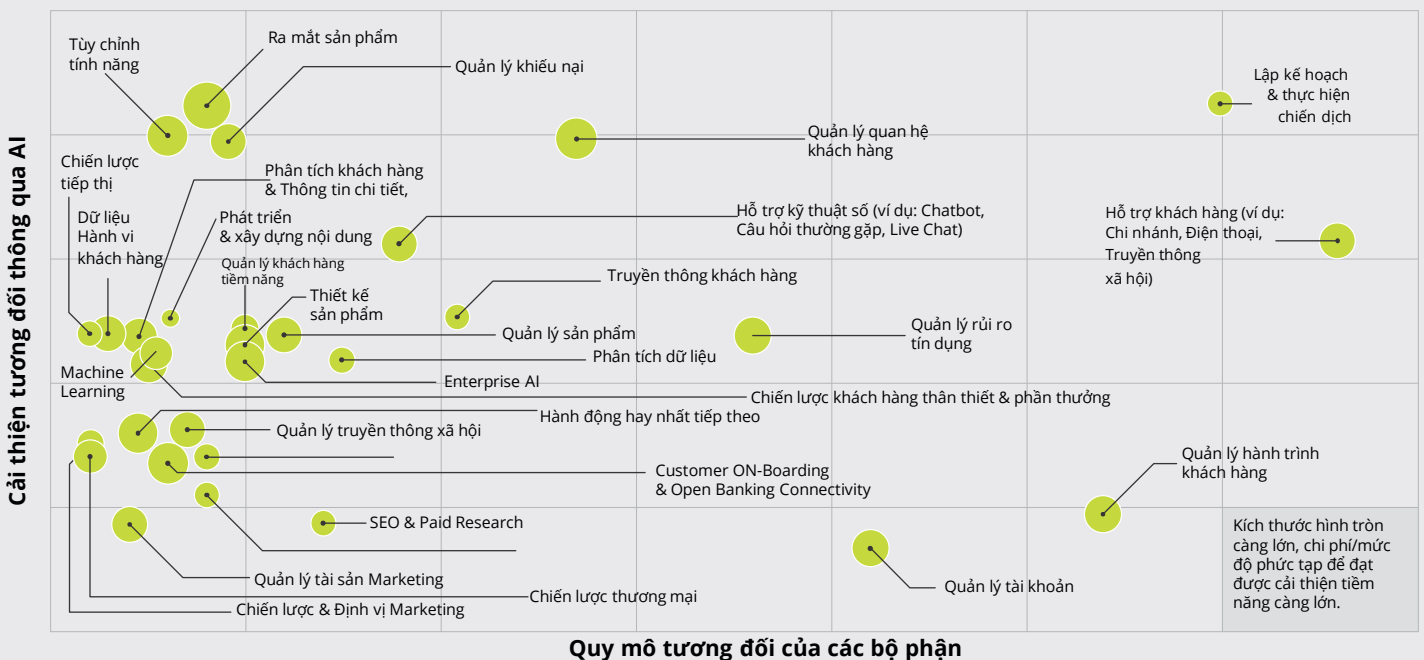 Cải thiện tương đối thông qua AI
Tùy chỉnh
tính năng
Ra mắt sản phẩm
Quản lý khiếu nại
Lập kế hoạch
& thực hiện
chiến dịch
Quản lý quan hệ
khách hàng
Chiến lược
tiếp thị
Phân tích khách hàng
& Thông tin chi tiết,
Dữ liệu
Hành vi
khách hàng
Phát triển
& xây dựng nội dung
Hỗ trợ kỹ thuật số (ví dụ: Chatbot,
Câu hỏi thường gặp, Live Chat)
Hỗ trợ khách hàng (ví dụ:
Chi nhánh, Điện thoại,
Truyền thông
xã hội)
Quản lý khách hàng
tiềm năng
Thiết kế
sản phẩm
Truyền thông khách hàng
Quản lý sản phẩm
Quản lý rủi ro
tín dụng
Phân tích dữ liệu
Machine
Learning
Enterprise AI
Chiến lược khách hàng thân thiết & phần thưởng
Hành động hay nhất tiếp theo
Quản lý truyền thông xã hội
Customer ON-Boarding
& Open Banking Connectivity
Quản lý hành trình
khách hàng
SEO & Paid Research
Quản lý tài sản Marketing
Chiến lược thương mại
Chiến lược & Định vị Marketing
Quản lý tài khoản
Kích thước hình tròn
càng lớn, chi phí/mức
độ phức tạp để đạt
được cải thiện tiềm
năng càng lớn.
Quy mô tương đối của các bộ phận